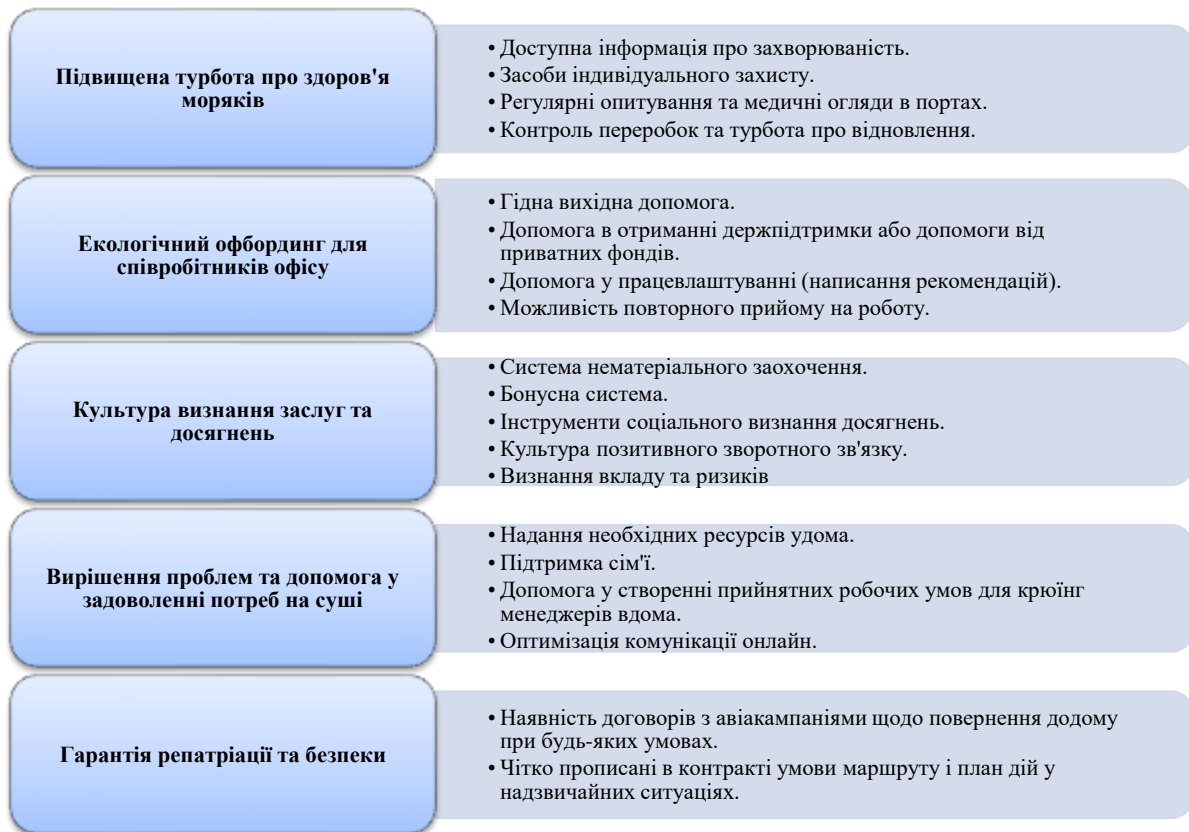 Підвищена турбота про здоров'я
моряків
• Доступна інформація про захворюваність.
• Засоби індивідуального захисту.
• Регулярні опитування та медичні огляди в портах.
• Контроль переробок та турбота про відновлення.
Екологічний офбординг для
співробітників офісу
• Гідна вихідна допомога.
• Допомога в отриманні держпідтримки або допомоги від
приватних фондів.
• Допомога у працевлаштуванні (написання рекомендацій).
• Можливість повторного прийому на роботу.
Культура визнання заслуг та
досягнень
• Система нематеріального заохочення.
• Бонусна система.
• Інструменти соціального визнання досягнень.
• Культура позитивного зворотного зв'язку.
• Визнання вкладу та ризиків
Вирішення проблем та допомога у
задоволенні потреб на суші
• Надання необхідних ресурсів удома.
• Підтримка сім'ї.
• Допомога у створенні прийнятних робочих умов для крюїнг
менеджерів вдома.
• Оптимізація комунікації онлайн.
Гарантія репатріації та безпеки
• Наявність договорів з авіакампаніями щодо повернення додому
при будь-яких умовах.
• Чітко прописані в контракті умови маршруту і план дій у
надзвичайних ситуаціях.